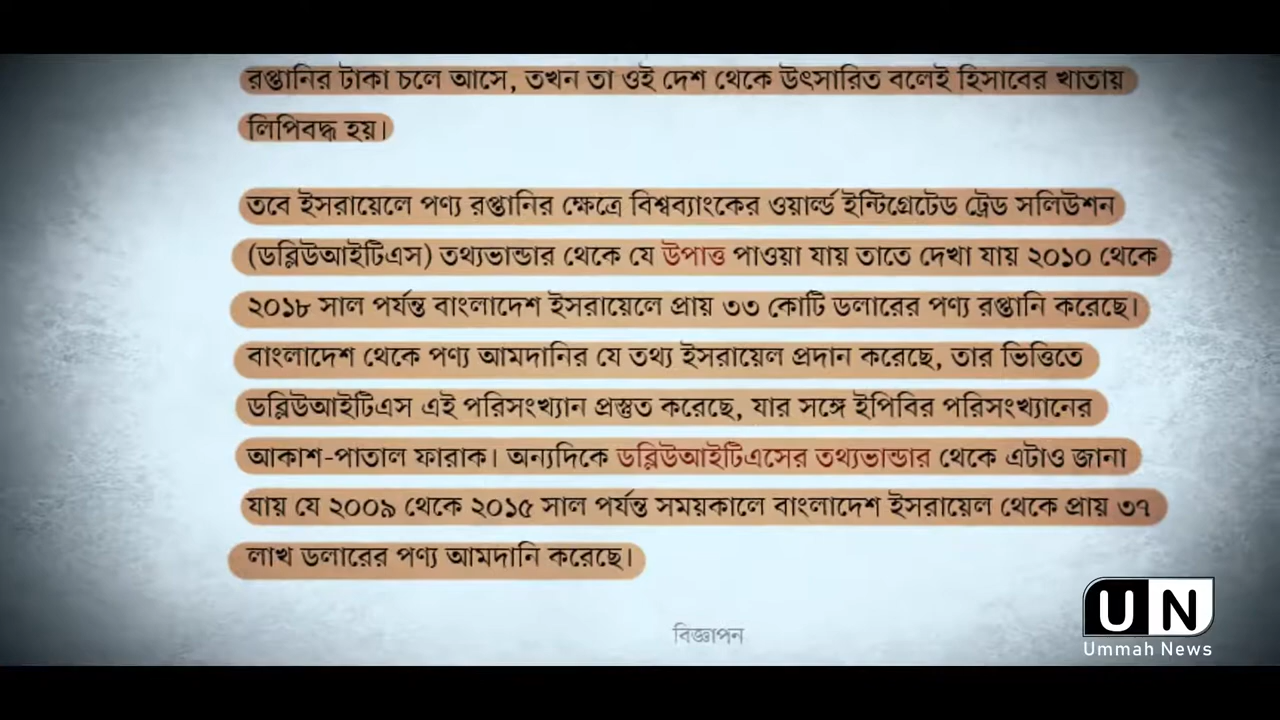 রপ্তানির টাকা চলে আসে, তখন তা ওই দেশ থেকে উৎসারিত বলেই হিসাবের খাতায়
লিপিবদ্ধ হয়।
তবে ইসরায়েলে পণ্য রপ্তানির ক্ষেত্রে বিশ্বব্যাংকের ওয়ার্ল্ড ইন্টিগ্রেটেড ট্রেড সলিউশন
(ডব্লিউআইটিএস) তথ্যভান্ডার থেকে যে উপাত্ত পাওয়া যায় তাতে দেখা যায় ২০১০ থেকে
২০১৮ সাল পর্যন্ত বাংলাদেশ ইসরায়েলে প্রায় ৩৩ কোটি ডলারের পণ্য রপ্তানি করেছে।
বাংলাদেশ থেকে পণ্য আমদানির যে তথ্য ইসরায়েল প্রদান করেছে, তার ভিত্তিতে
ডব্লিউআইটিএস এই পরিসংখ্যান প্রস্তুত করেছে, যার সঙ্গে ইপিবির পরিসংখ্যানের
আকাশ-পাতাল ফারাক। অন্যদিকে ডব্লিউআইটিএসের তথ্যভান্ডার থেকে এটাও জানা
যায় যে ২০০৯ থেকে ২০১৫ সাল পর্যন্ত সময়কালে বাংলাদেশ ইসরায়েল থেকে প্রায় ৩৭
লাখ ডলারের পণ্য আমদানি করেছে।
বিজ্ঞাপন
UN
Ummah News